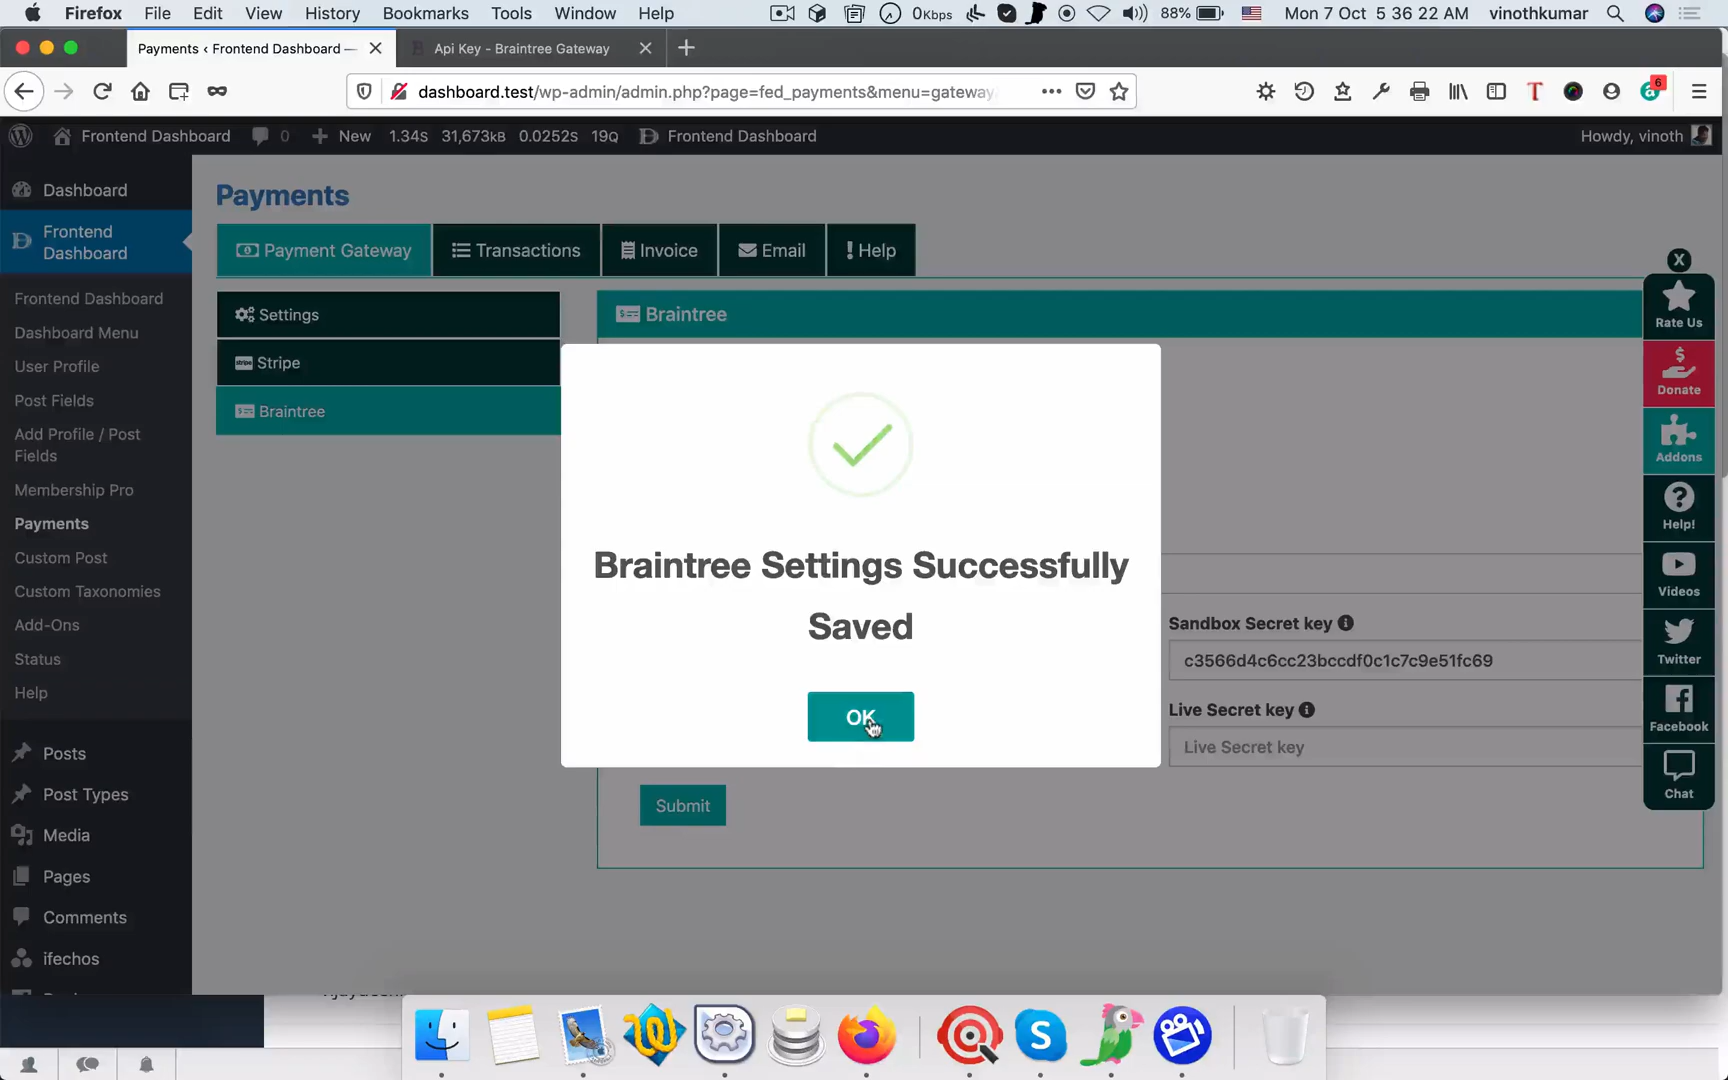 Firefox File Edit View History Bookmarks Tools Window Help 0Kbps 88% Mon 7 Oct 5 36 22 AM vinothkumar
Payments ‹ Frontend Dashboard — Api Key - Braintree Gateway
dashboard.test/wp-admin/admin.php?page=fed_payments&menu=gateway 6
Frontend Dashboard 0 New 1.34S 31,673kB 0.0252S 19Q Frontend Dashboard Howdy, vinoth
Dashboard
Frontend
Dashboard
Frontend Dashboard
Dashboard Menu
User Profile
Post Fields
Add Profile / Post
Fields
Membership Pro
Payments
Custom Post
Custom Taxonomies
Add-Ons
Status
Help
Posts
Post Types
Media
Pages
Comments
ifechos
Payments
Payment Gateway Transactions Invoice Email Help
Settings
Stripe
Braintree
Braintree
Braintree Settings Successfully
Saved
OK
Sandbox Secret key
c3566d4c6cc23bccdf0c1c7c9e51fc69
Live Secret key
Live Secret key
Submit
X
Rate Us
Donate
Addons
Help!
Videos
Twitter
Facebook
Chat